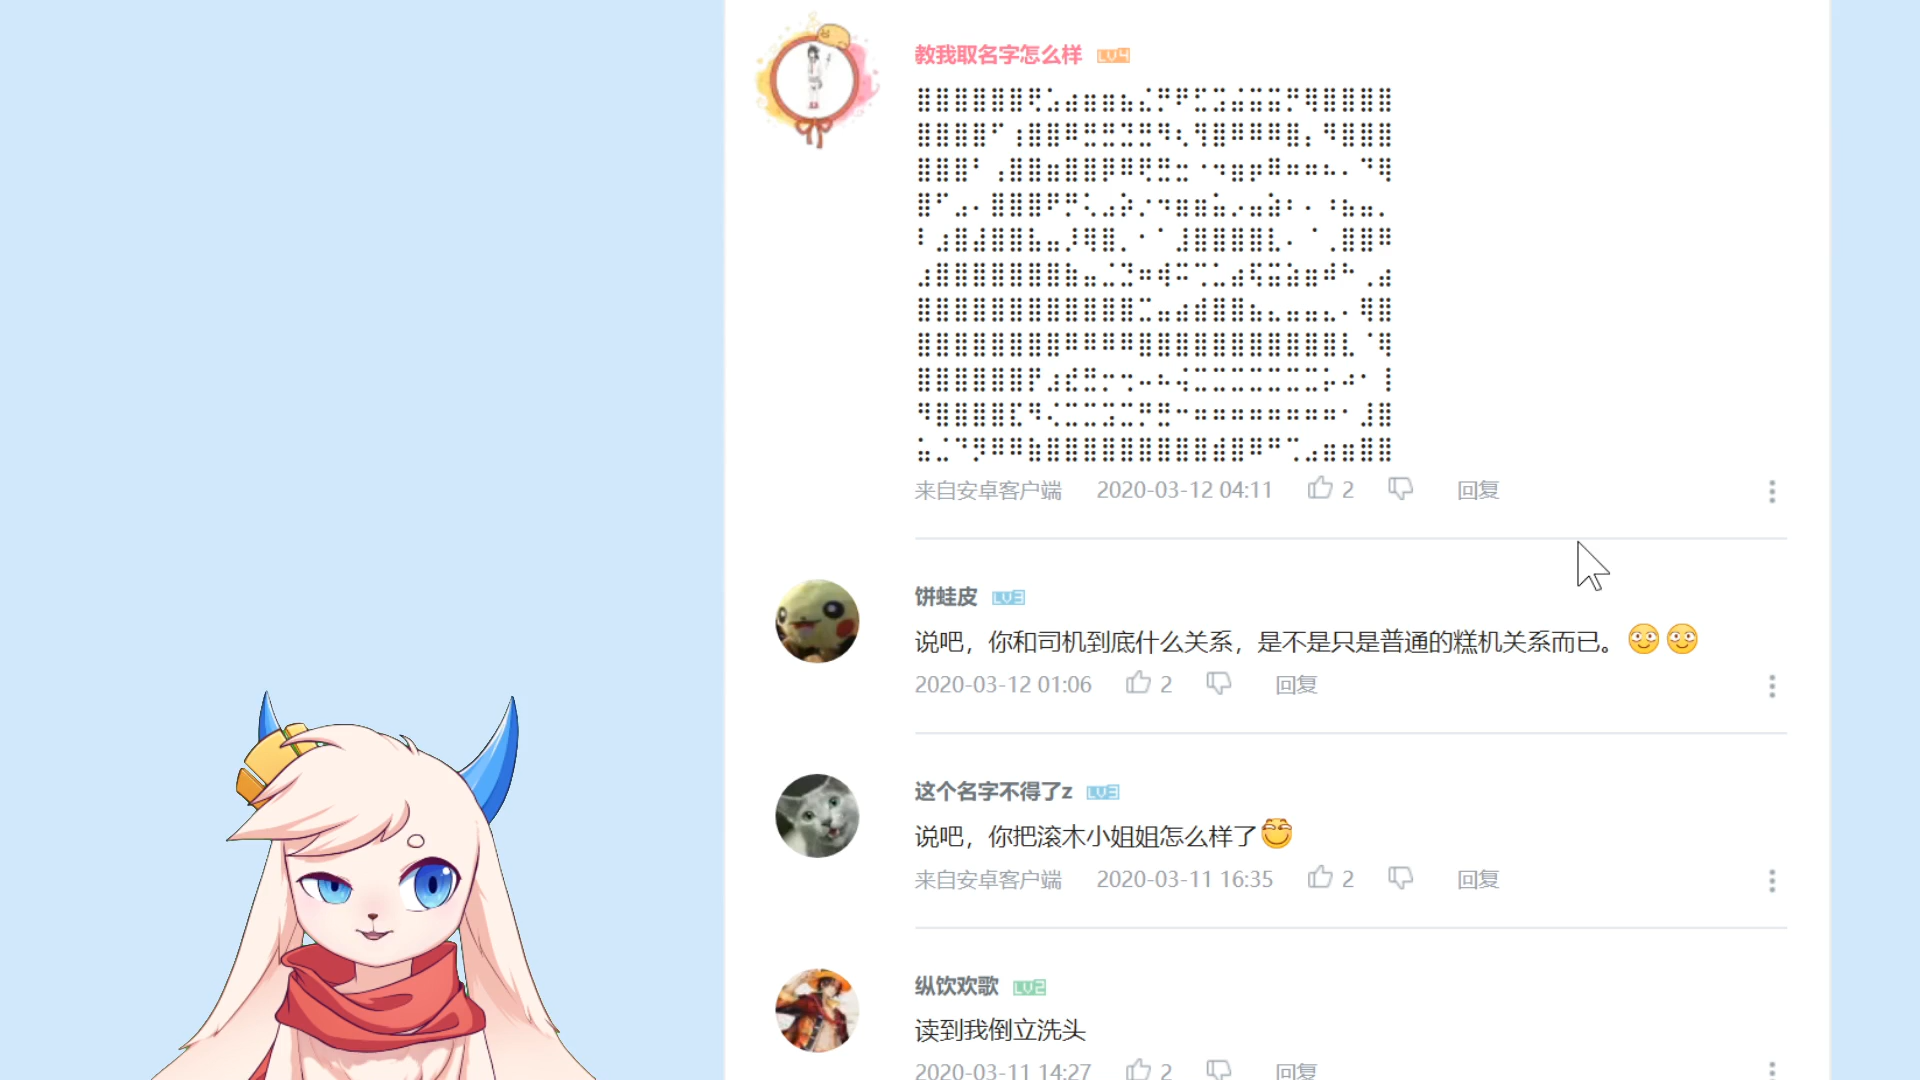 教我取名字怎么样 LV4
来自安卓客户端 2020-03-12 04:11 2 回复
饼蛙皮 LV3
说吧，你和司机到底什么关系，是不是只是普通的糕机关系而已。
2020-03-12 01:06 2 回复
这个名字不得了z LV3
说吧，你把滚木小姐姐怎么样了
来自安卓客户端 2020-03-11 16:35 2 回复
纵饮欢歌 LV2
读到我倒立洗头
2020-03-11 14:27 2 回复